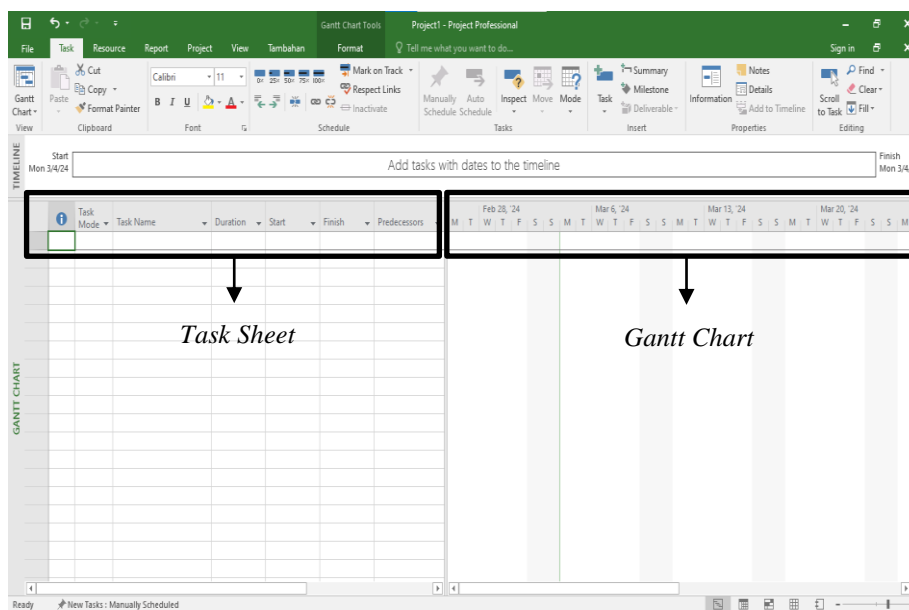 Gantt Chart Tools Project1 - Project Professional
File Task Resource Report Project View Tambahan Format Tell me what you want to do... Sign in
Gantt Chart
View
Paste
Cut
Copy
Format Painter
Clipboard
Calibri 11
B I U A
Font
0× 25× 50× 75× 100×
Mark on Track
Respect Links
Inactivate
Schedule
Manually Schedule
Auto Schedule
Inspect
Move
Mode
Tasks
Task
Summary
Milestone
Deliverable
Insert
Information
Notes
Details
Add to Timeline
Properties
Scroll to Task
Find
Clear
Fill
Editing
TIMELINE
Start
Mon 3/4/24
Add tasks with dates to the timeline
Finish
Mon 3/4/
Task Mode Task Name Duration Start Finish Predecessors
Feb 28, '24 Mar 6, '24 Mar 13, '24 Mar 20, '24
M T W T F S S M T W T F S S M T W T F S S M T W T F S S M
Task Sheet
Gantt Chart
GANTT CHART
Ready New Tasks : Manually Scheduled